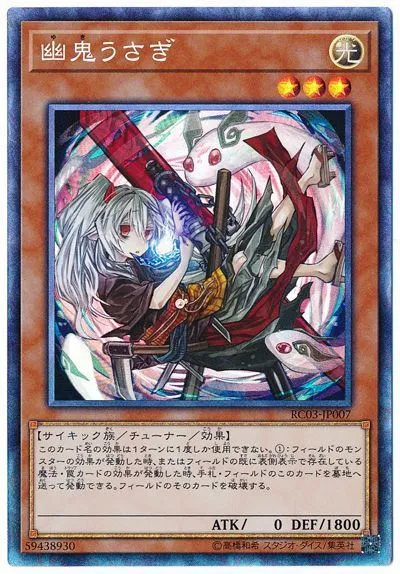 幽鬼うさぎ
光
RC03-JP007
【サイキック族/チューナー/効果】
このカード名の効果は1ターンに1度しか使用できない。①:フィールドのモン
スターの効果が発動した時、またはフィールドの既に表側表示で存在している
魔法・罠カードの効果が発動した時、手札・フィールドのこのカードを墓地へ
送って発動できる。フィールドのそのカードを破壊する。
ATK/ 0 DEF/1800
59438930 ©高橋和希 スタジオ・ダイス/集英社